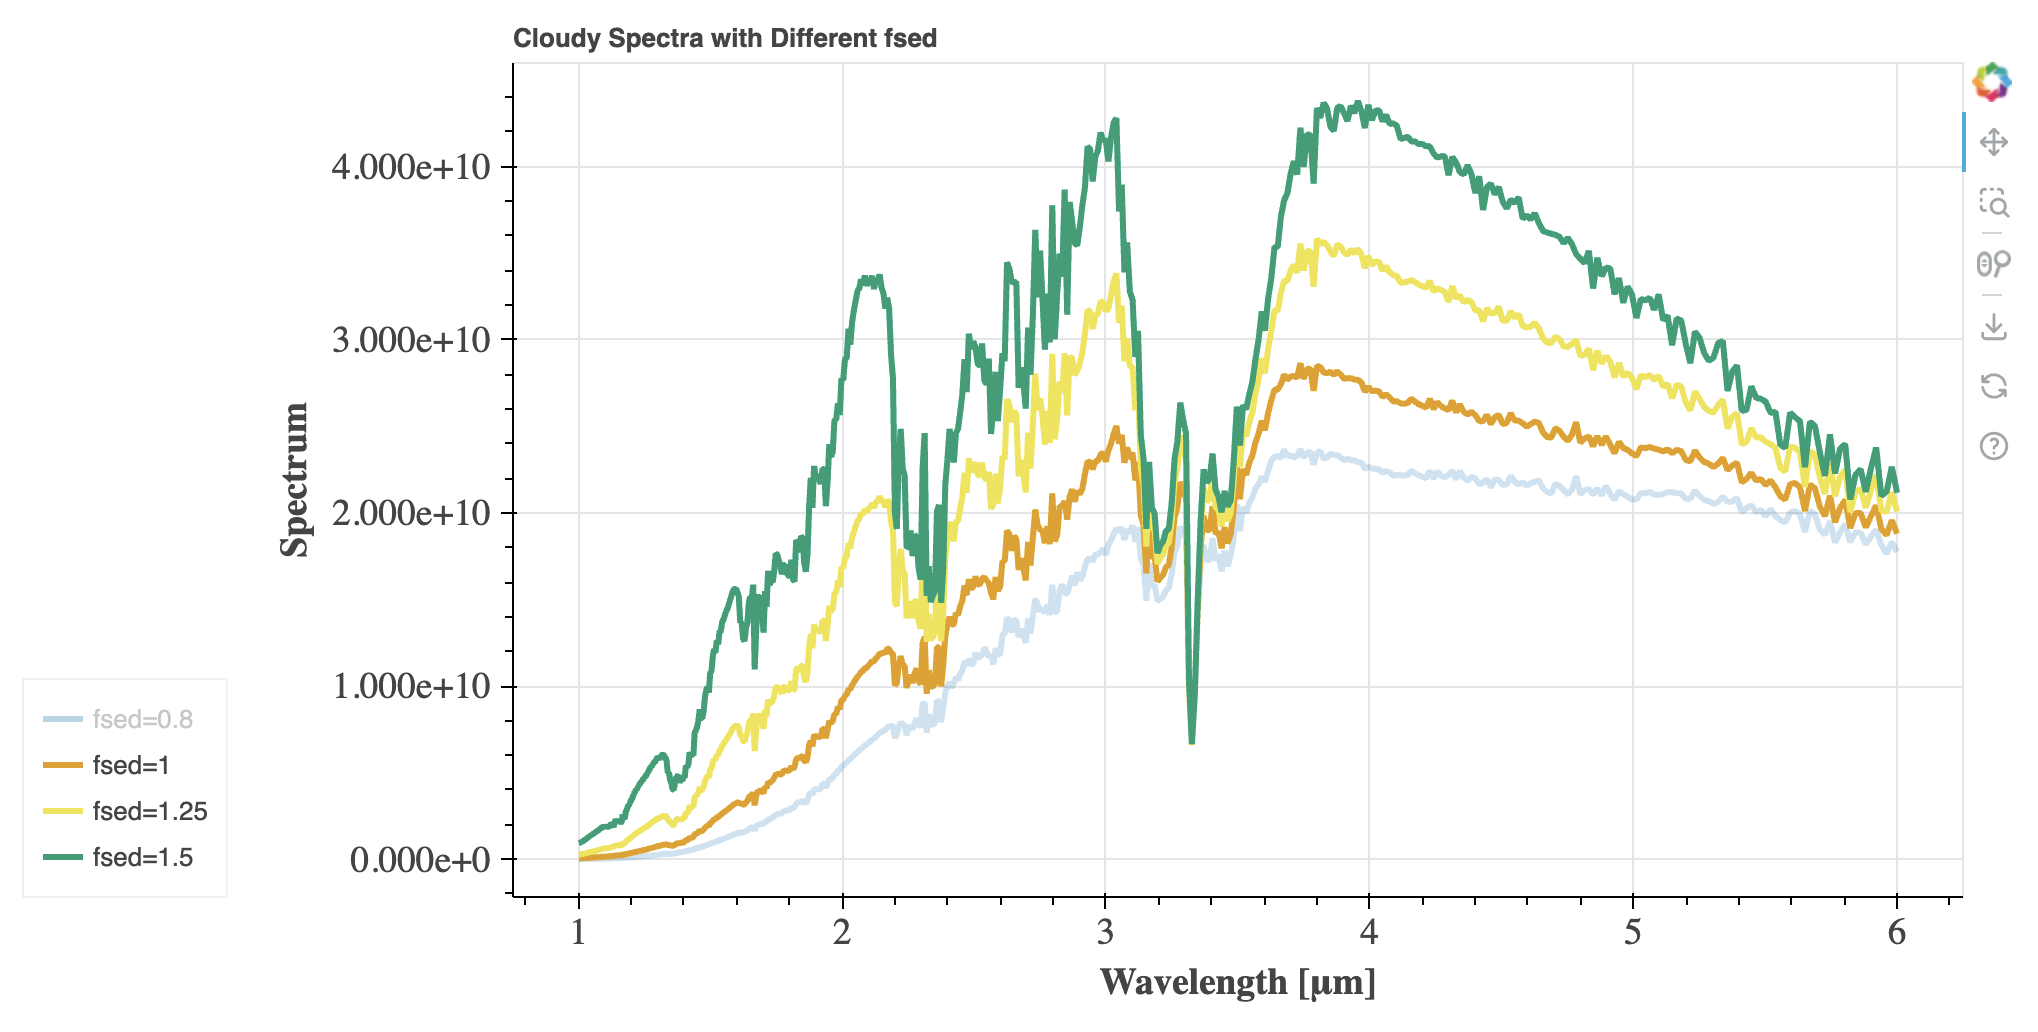 Cloudy Spectra with Different fsed
4.000e+10
3.000e+10
2.000e+10
1.000e+10
0.000e+0
Spectrum
1 2 3 4 5 6
Wavelength [μm]
fsed=0.8
fsed=1
fsed=1.25
fsed=1.5